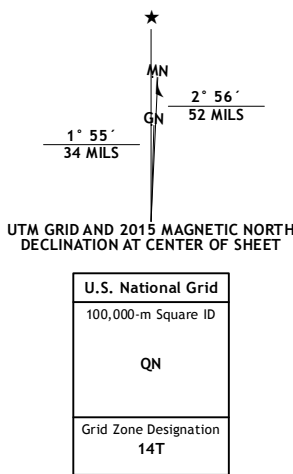 ★
MN
GN
2° 56´
52 MILS
1° 55´
34 MILS
UTM GRID AND 2015 MAGNETIC NORTH
DECLINATION AT CENTER OF SHEET
U.S. National Grid
100,000-m Square ID
QN
Grid Zone Designation
14T